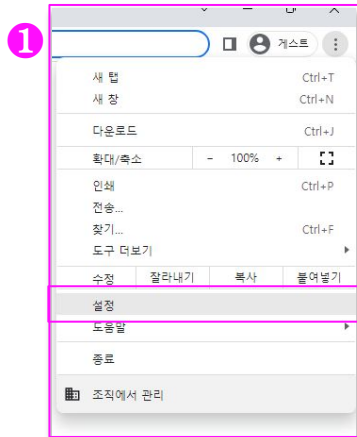 1
게스트
새 탭 Ctrl+T
새 창 Ctrl+N
다운로드 Ctrl+J
확대/축소 - 100% +
인쇄 Ctrl+P
전송...
찾기... Ctrl+F
도구 더보기
수정 잘라내기 복사 붙여넣기
설정
도움말
종료
조직에서 관리